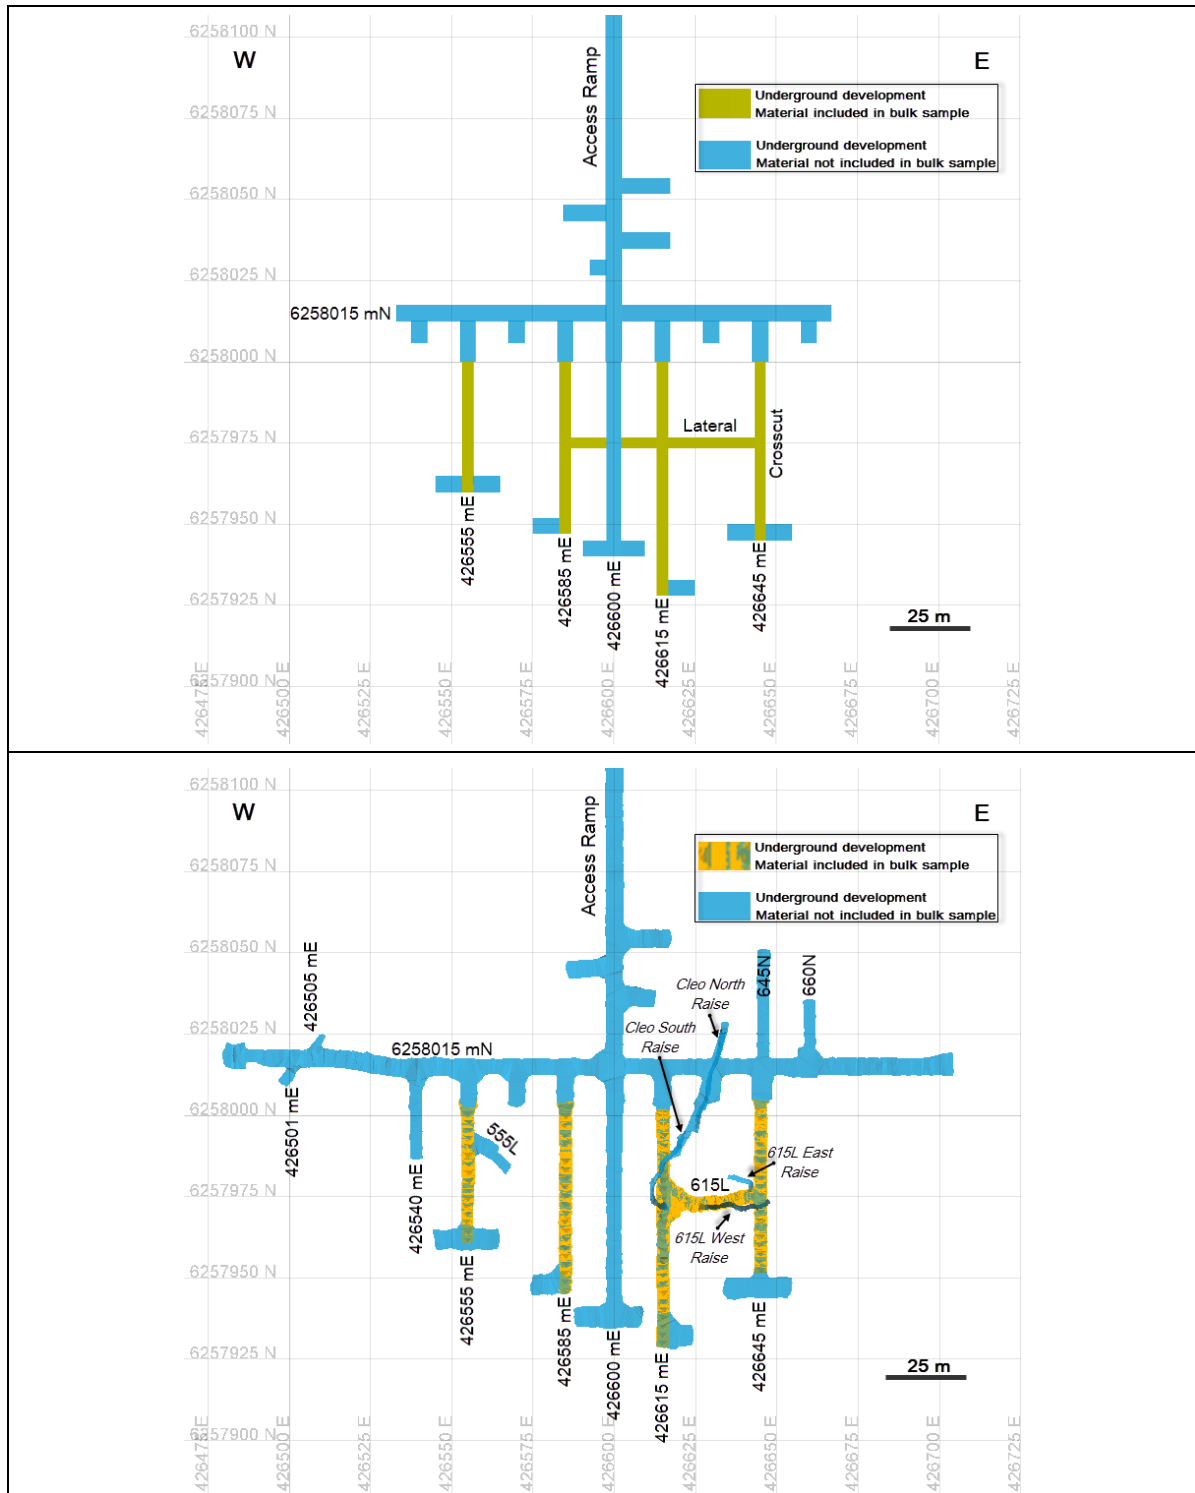 6258100 N
W
E
Access Ramp
Underground development
Material included in bulk sample
Underground development
Material not included in bulk sample
6258075 N
6258050 N
6258025 N
6258015 mN
6258000 N
6257975 N
Lateral
Crosscut
6257950 N
426555 mE
426585 mE
426600 mE
426615 mE
426645 mE
6257925 N
25 m
6257900 N
426475 E
426500 E
426525 E
426550 E
426575 E
426600 E
426625 E
426650 E
426675 E
426700 E
426725 E
6258100 N
W
E
Access Ramp
Underground development
Material included in bulk sample
Underground development
Material not included in bulk sample
6258075 N
6258050 N
426505 mE
645N
660N
Cleo North
Raise
Cleo South
Raise
6258025 N
6258015 mN
6258000 N
426501 mE
426540 mE
555L
615L East
Raise
615L
6257975 N
615L West
Raise
6257950 N
426555 mE
426585 mE
426600 mE
426615 mE
426645 mE
6257925 N
25 m
6257900 N
426475 E
426500 E
426525 E
426550 E
426575 E
426600 E
426625 E
426650 E
426675 E
426700 E
426725 E